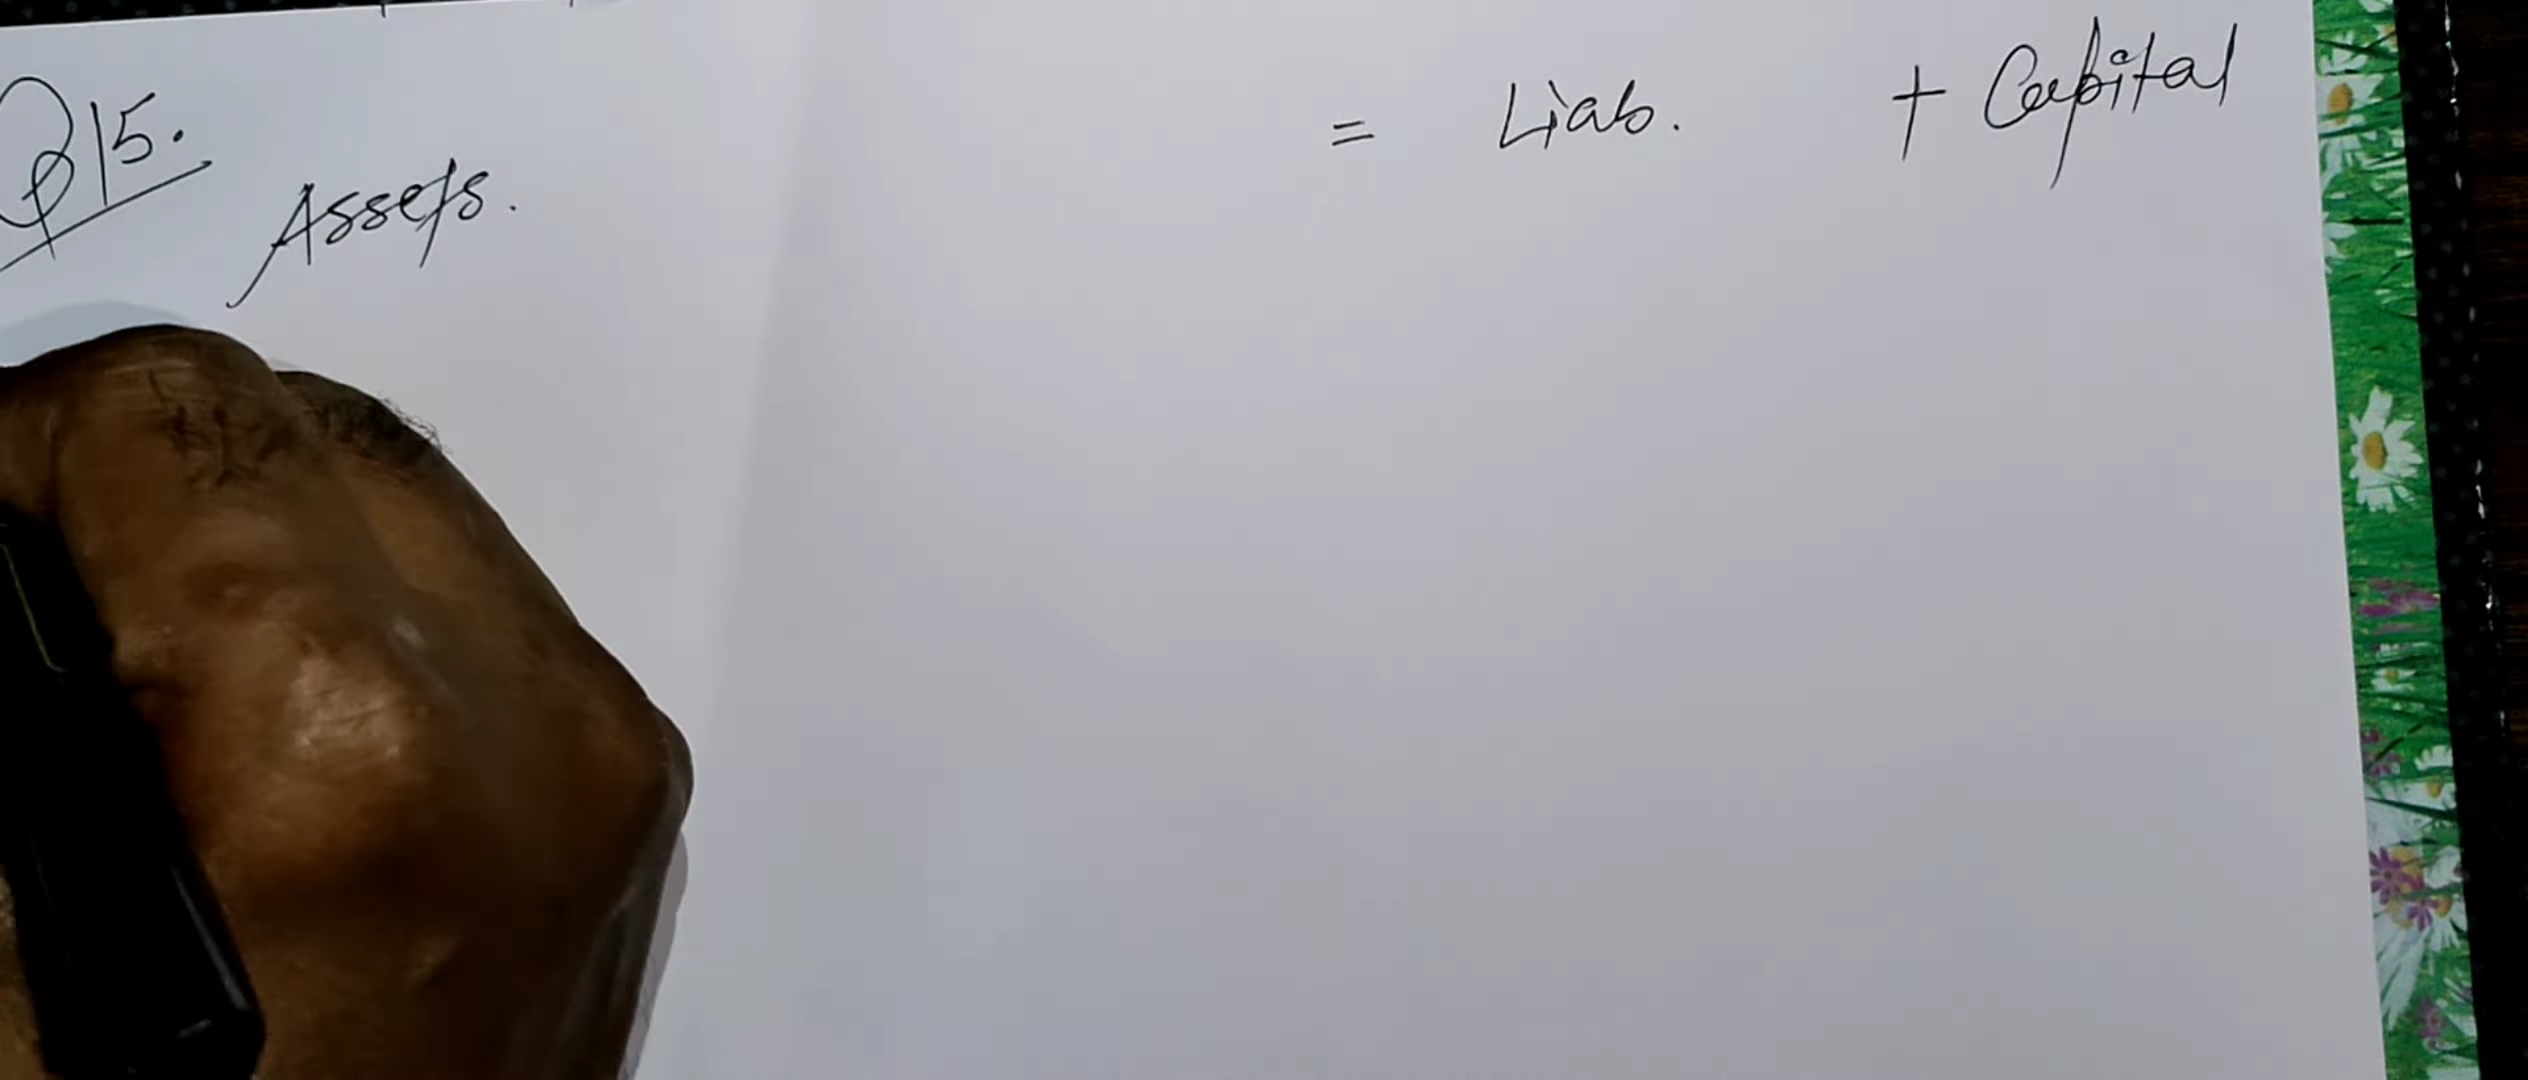 Q15.
Assets. = Liab. + Capital